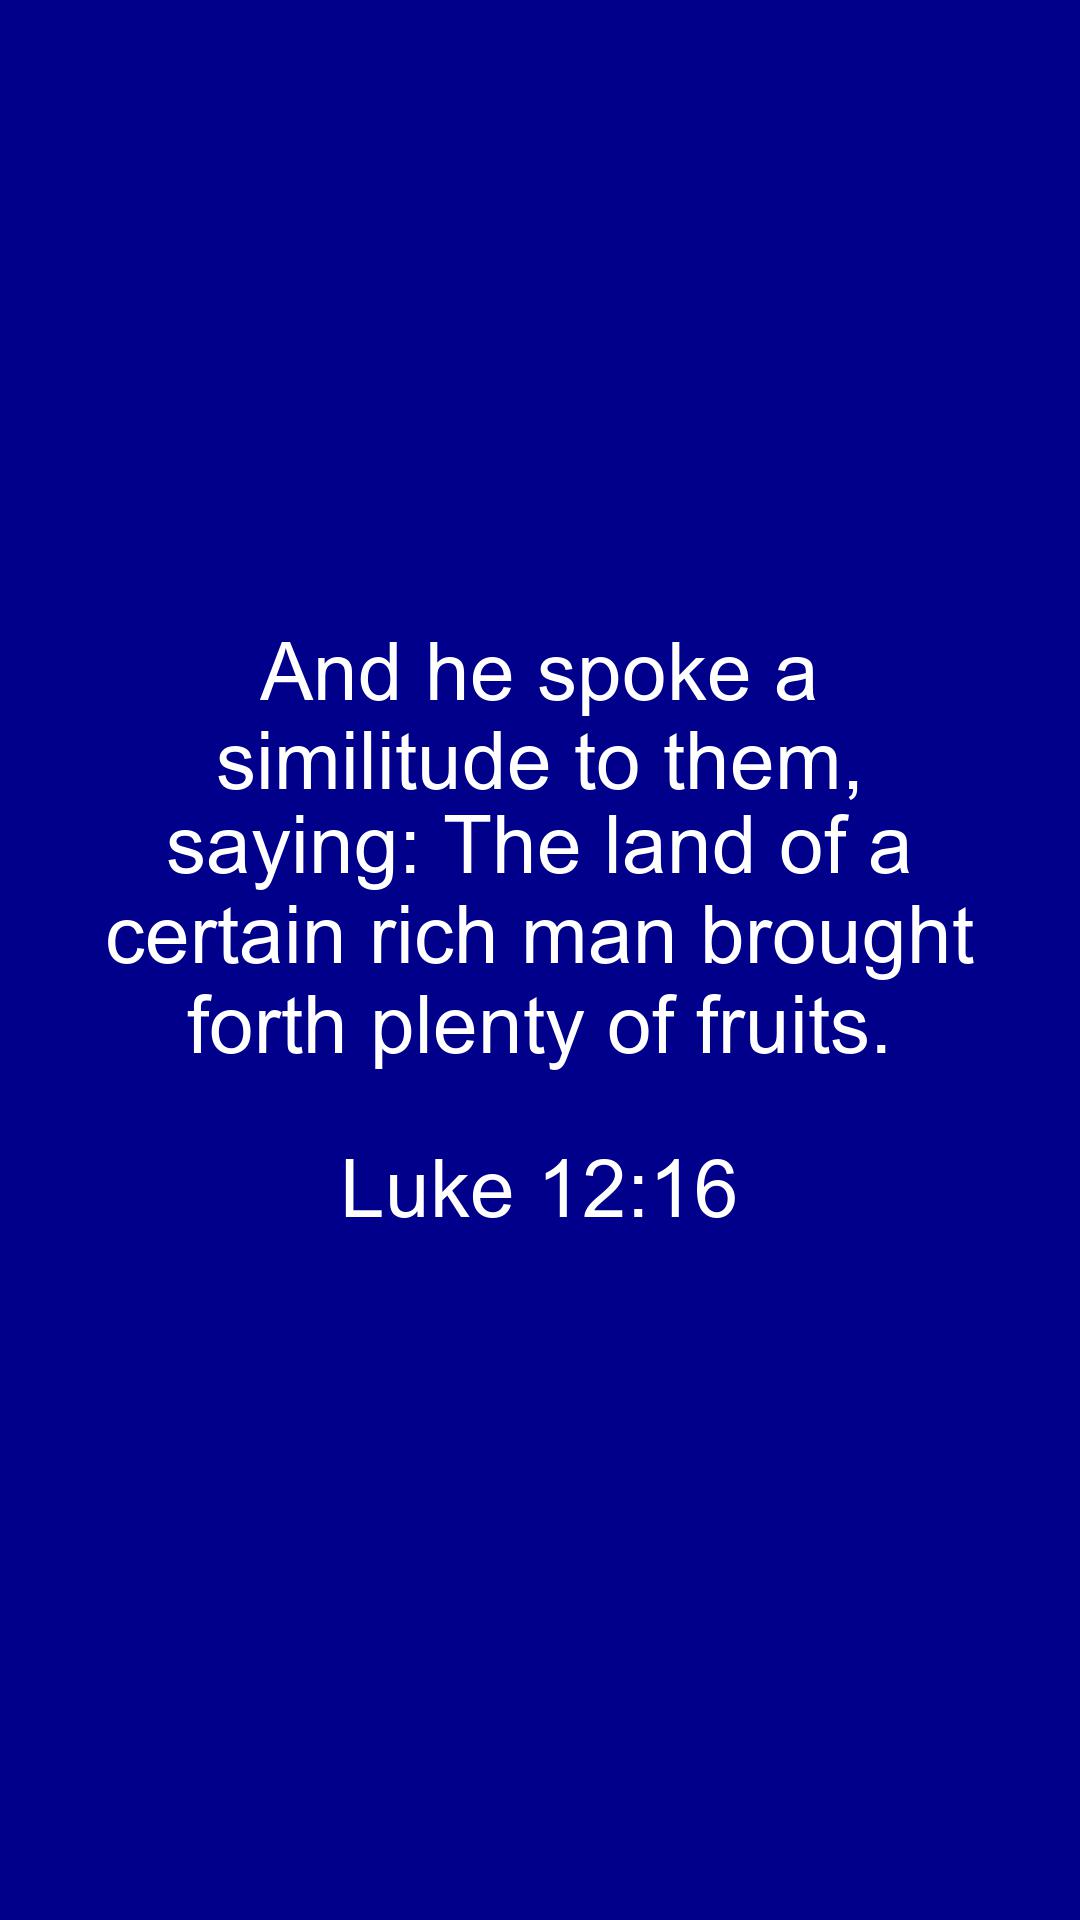 And he spoke a
similitude to them,
saying: The land of a
certain rich man brought
forth plenty of fruits.
Luke 12:16